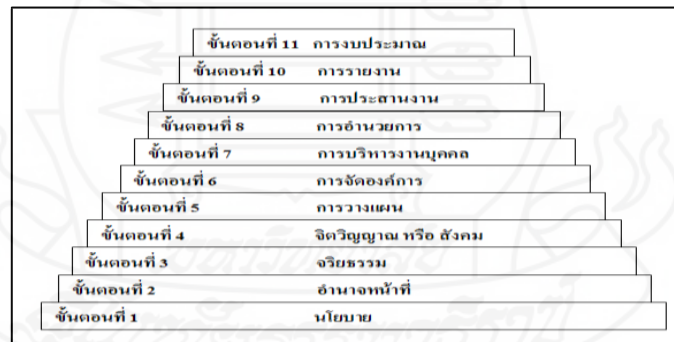 ขั้นตอนที่ 11 การงบประมาณ
ขั้นตอนที่ 10 การรายงาน
ขั้นตอนที่ 9 การประสานงาน
ขั้นตอนที่ 8 การอำนวยการ
ขั้นตอนที่ 7 การบริหารงานบุคคล
ขั้นตอนที่ 6 การจัดองค์การ
ขั้นตอนที่ 5 การวางแผน
ขั้นตอนที่ 4 จิตวิญญาณ หรือ สังคม
ขั้นตอนที่ 3 จริยธรรม
ขั้นตอนที่ 2 อำนาจหน้าที่
ขั้นตอนที่ 1 นโยบาย